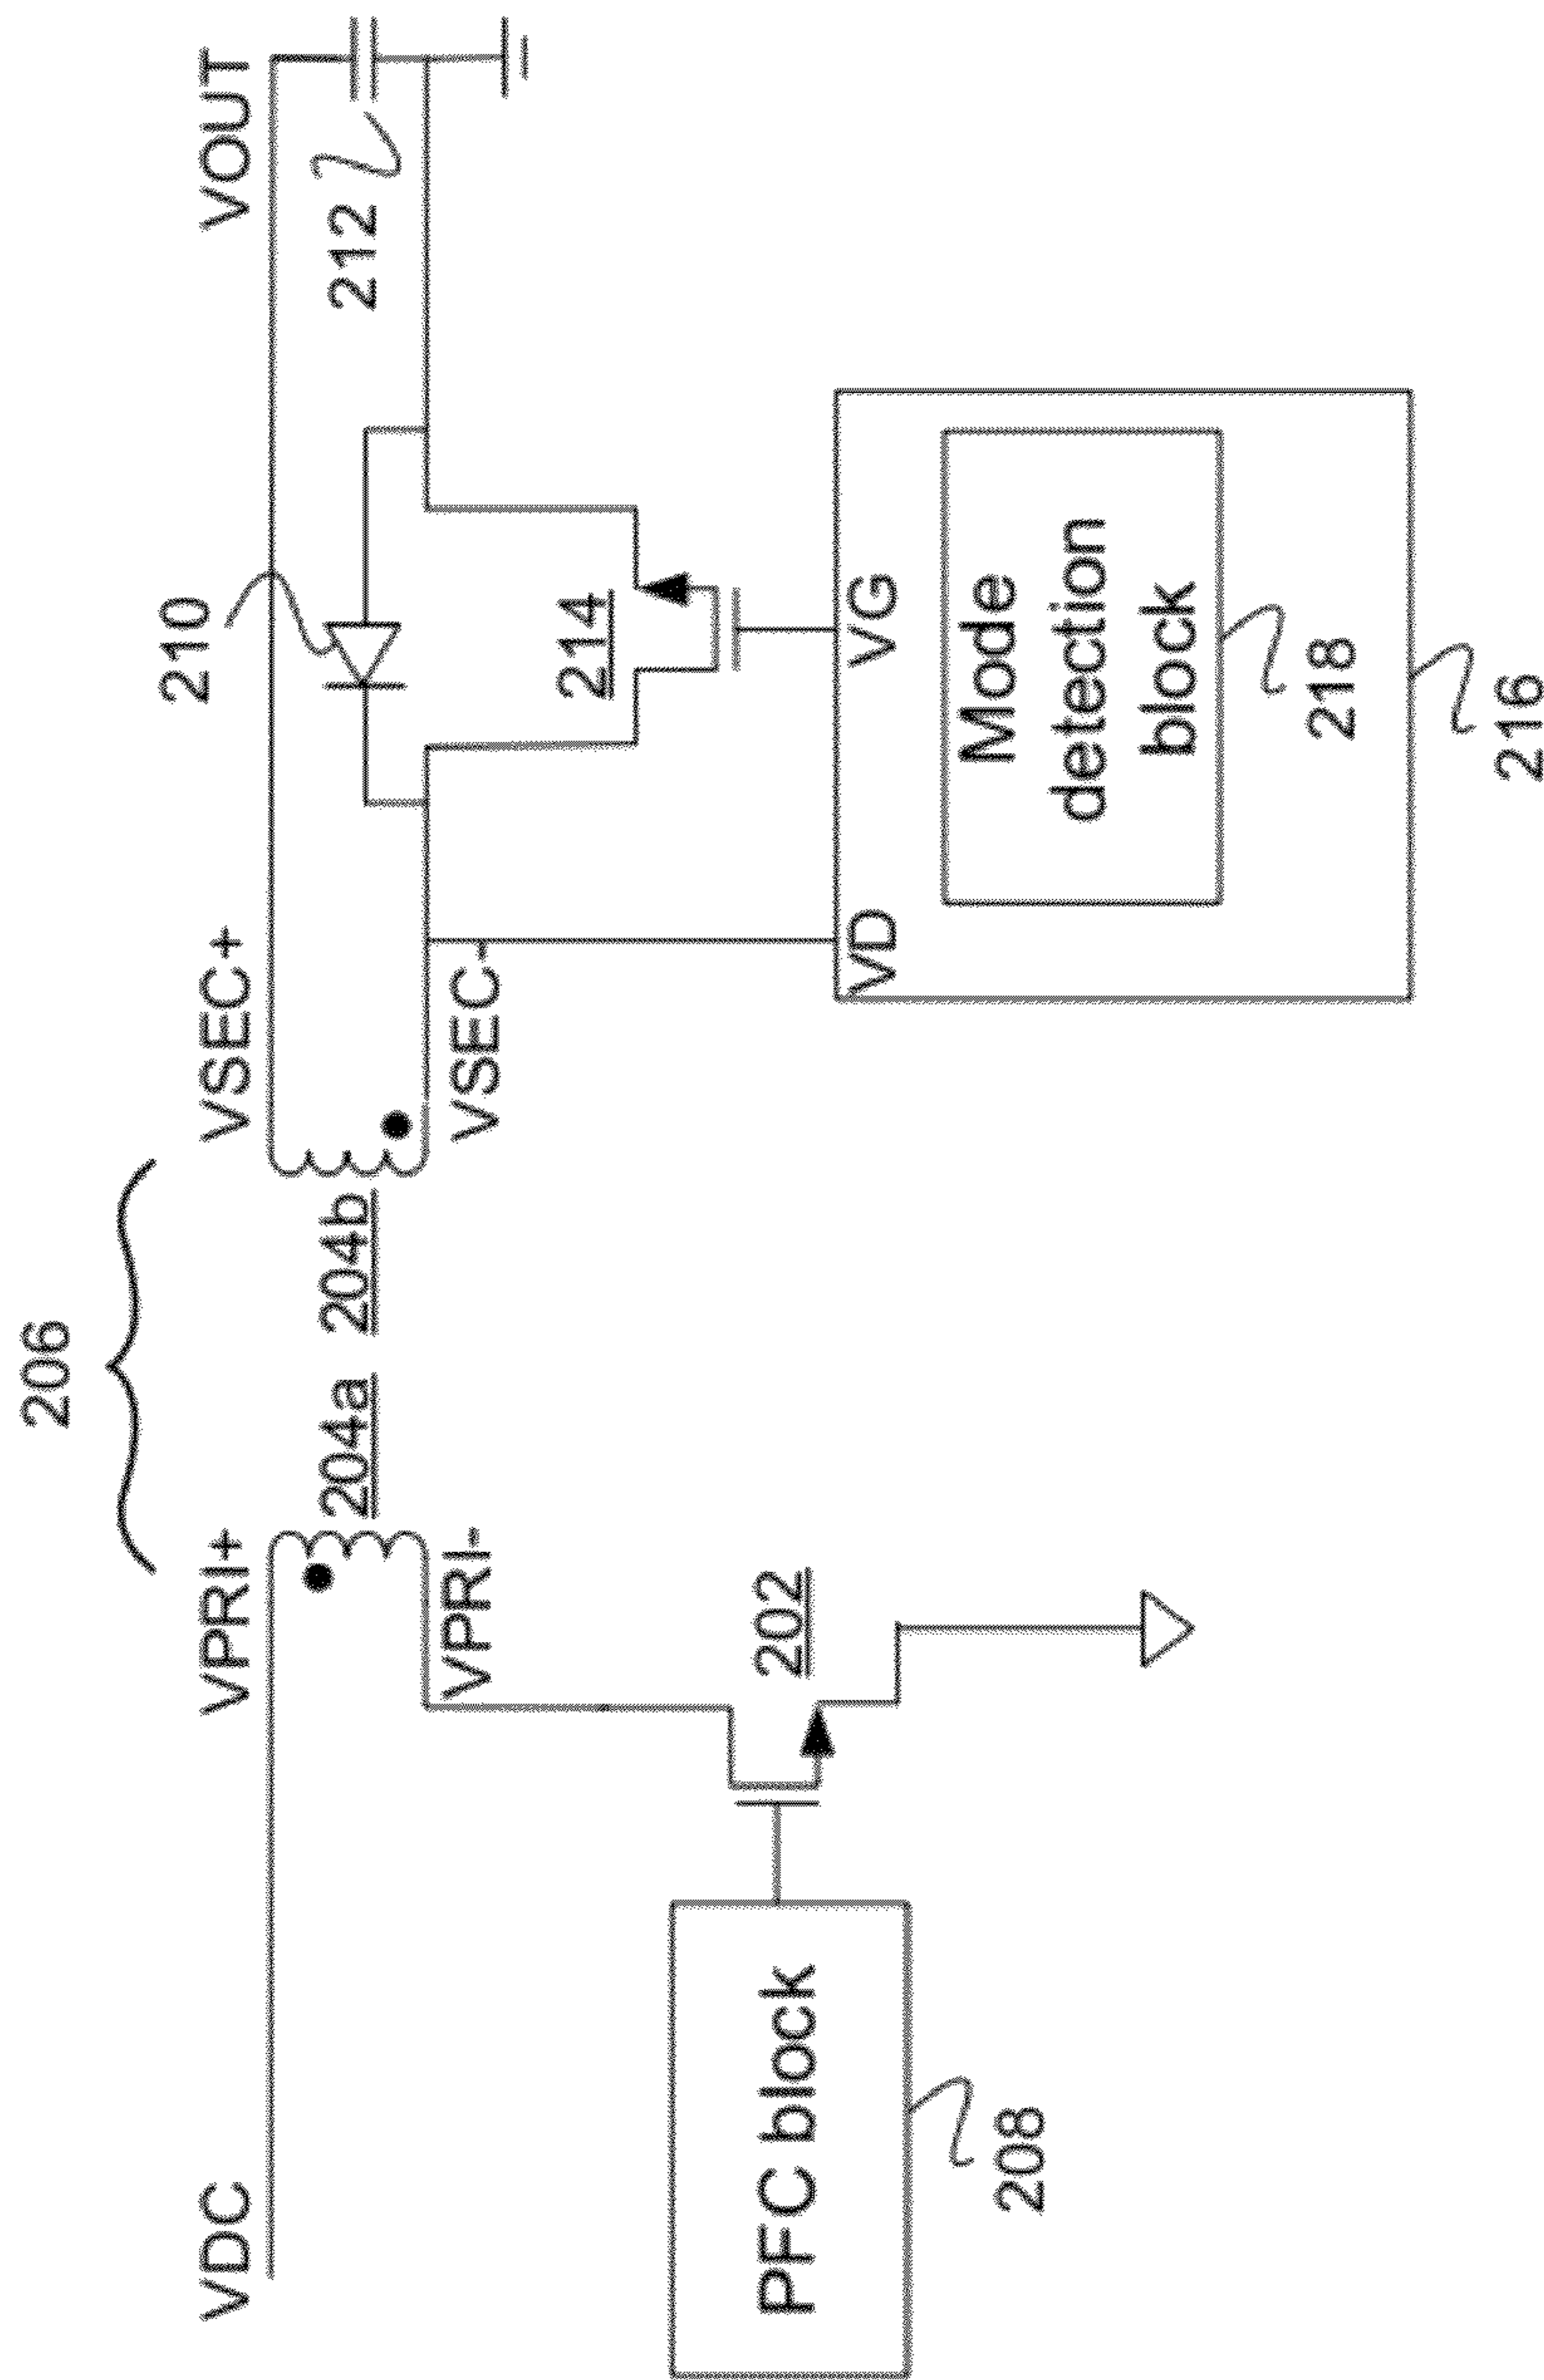 206
VDC
VPRI+
VSEC+
210
VOUT
204a
204b
212
VPRI-
VSEC-
214
202
PFC block
208
VD
VG
Mode
detection
block
218
216